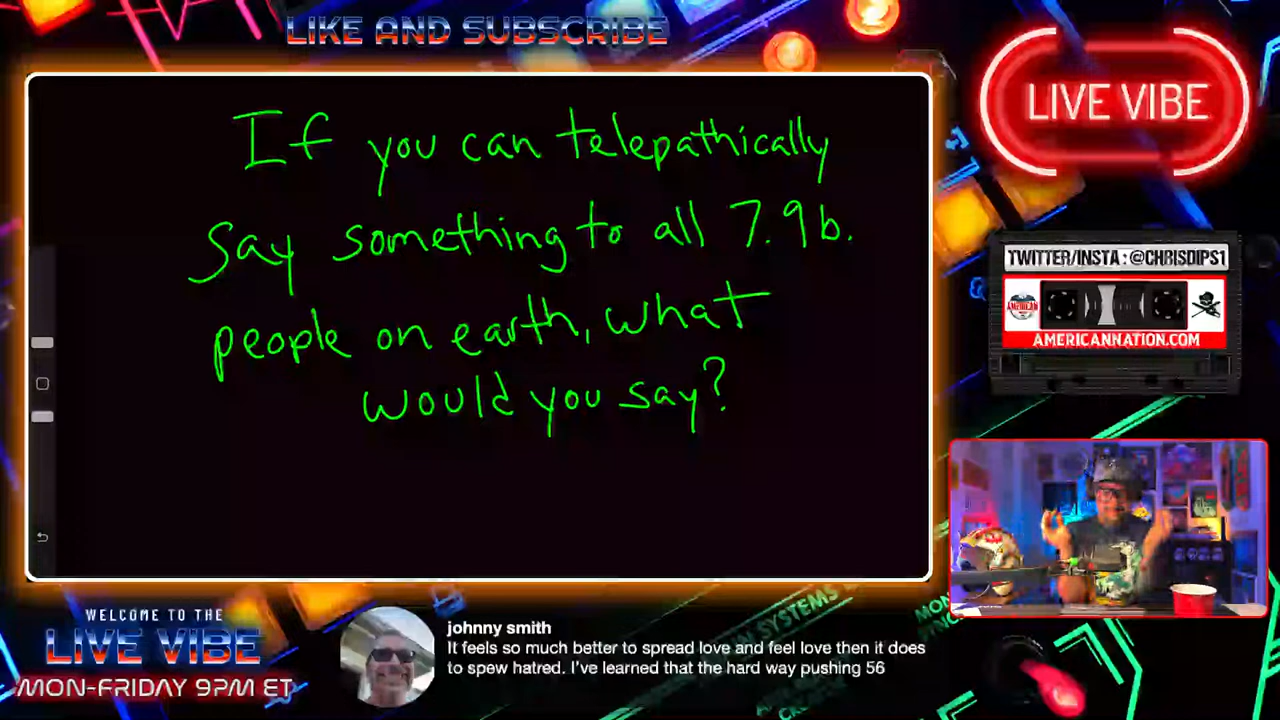 LIKE AND SUBSCRIBE
LIVE VIBE
If you can telepathically
say something to all 7.9b.
people on earth, what
would you say?
TWITTER/INSTA : @CHRISDIPS1
AMERICANNATION.COM
WELCOME TO THE
LIVE VIBE
MON-FRIDAY 9PM ET
johnny smith
It feels so much better to spread love and feel love then it does
to spew hatred. I've learned that the hard way pushing 56